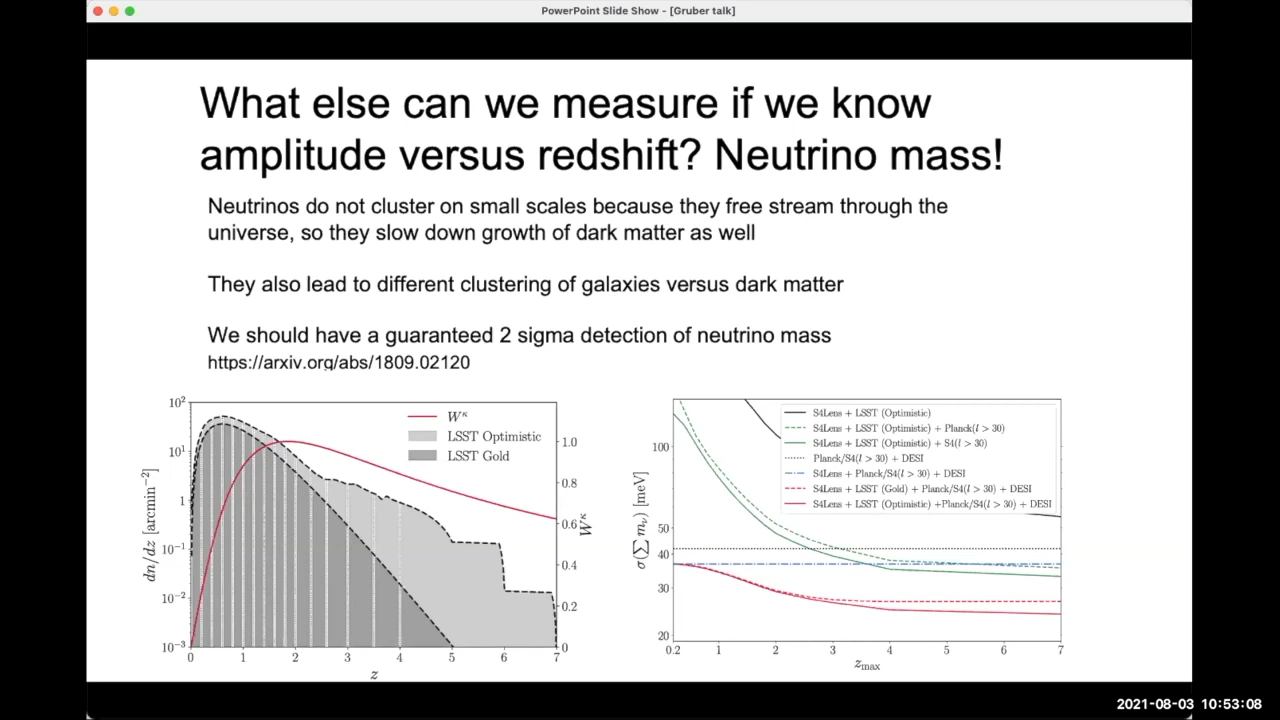 PowerPoint Slide Show - [Gruber talk]
What else can we measure if we know
amplitude versus redshift? Neutrino mass!
Neutrinos do not cluster on small scales because they free stream through the
universe, so they slow down growth of dark matter as well
They also lead to different clustering of galaxies versus dark matter
We should have a guaranteed 2 sigma detection of neutrino mass
https://arxiv.org/abs/1809.02120
10²
10¹
1
10⁻¹
10⁻²
10⁻³
dn/dz [arcmin⁻²]
W^κ
LSST Optimistic
LSST Gold
1.0
0.8
0.6
0.4
0.2
0
W^κ
0 1 2 3 4 5 6 7
z
S4Lens + LSST (Optimistic)
S4Lens + LSST (Optimistic) + Planck(l > 30)
S4Lens + LSST (Optimistic) + S4(l > 30)
Planck/S4(l > 30) + DESI
S4Lens + Planck/S4(l > 30) + DESI
S4Lens + LSST (Gold) + Planck/S4(l > 30) + DESI
S4Lens + LSST (Optimistic) +Planck/S4(l > 30) + DESI
100
50
40
30
20
σ(∑ m_ν) [meV]
0.2 1 2 3 4 5 6 7
z_max
2021-08-03 10:53:08